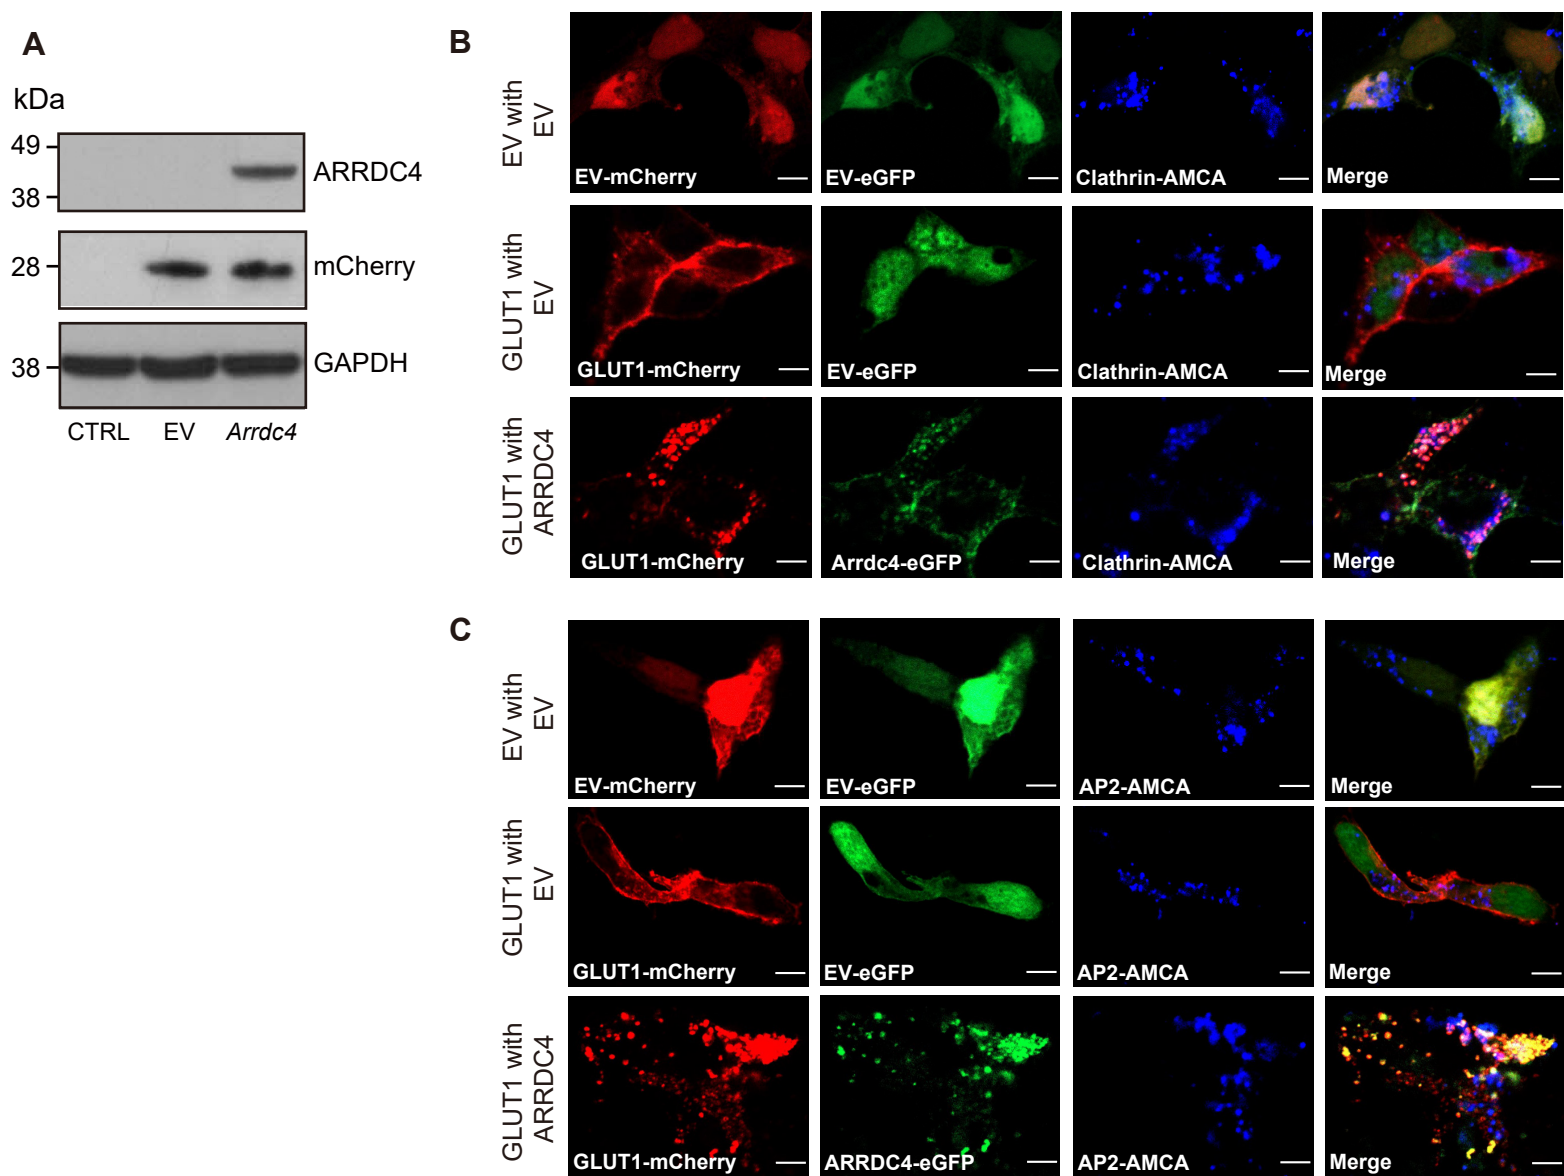 A
kDa
49
38
ARRDC4
28
mCherry
38
GAPDH
CTRL EV Arrdc4
B
EV with
EV
EV-mCherry
EV-eGFP
Clathrin-AMCA
Merge
GLUT1 with
EV
GLUT1-mCherry
EV-eGFP
Clathrin-AMCA
Merge
GLUT1 with
ARRDC4
GLUT1-mCherry
Arrdc4-eGFP
Clathrin-AMCA
Merge
C
EV with
EV
EV-mCherry
EV-eGFP
AP2-AMCA
Merge
GLUT1 with
EV
GLUT1-mCherry
EV-eGFP
AP2-AMCA
Merge
GLUT1 with
ARRDC4
GLUT1-mCherry
ARRDC4-eGFP
AP2-AMCA
Merge